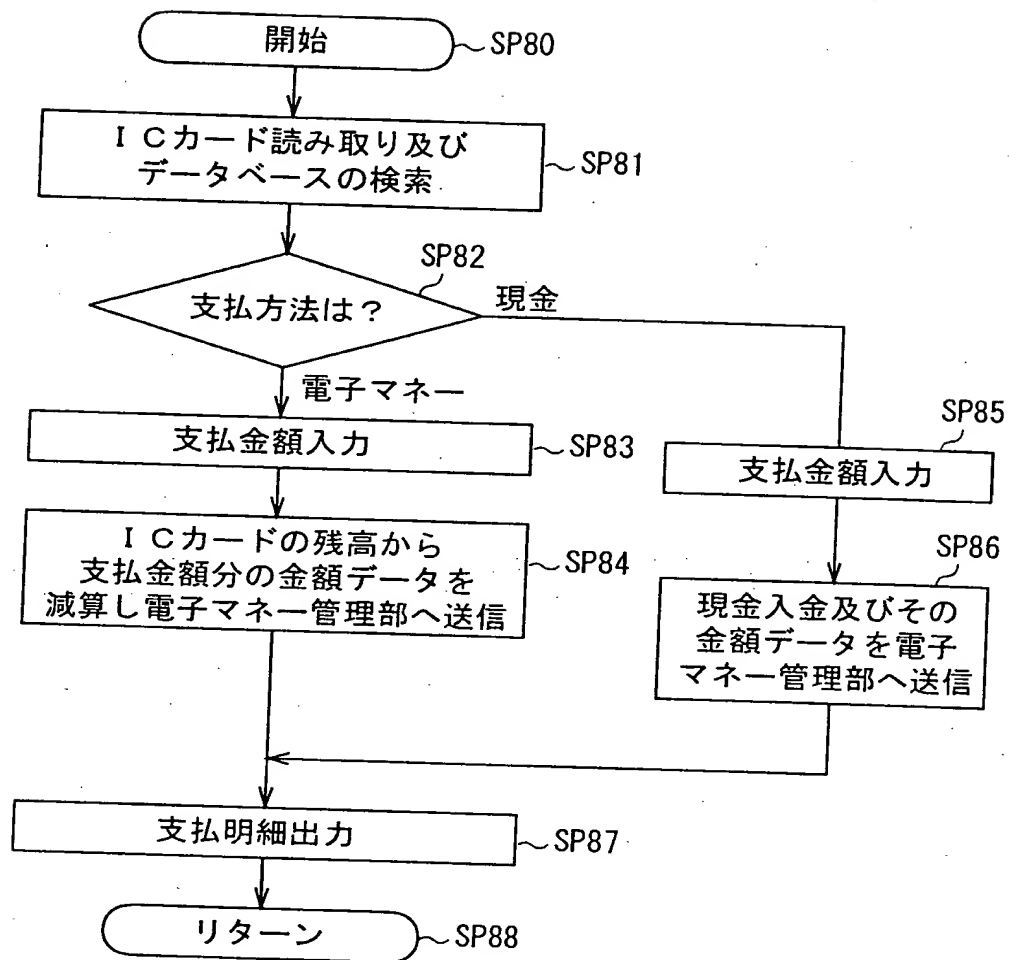 開始
SP80
ICカード読み取り及び
データベースの検索
SP81
SP82
支払方法は？
現金
電子マネー
支払金額入力
SP83
ICカードの残高から
支払金額分の金額データを
減算し電子マネー管理部へ送信
SP84
SP85
支払金額入力
SP86
現金入金及びその
金額データを電子
マネー管理部へ送信
支払明細出力
SP87
リターン
SP88